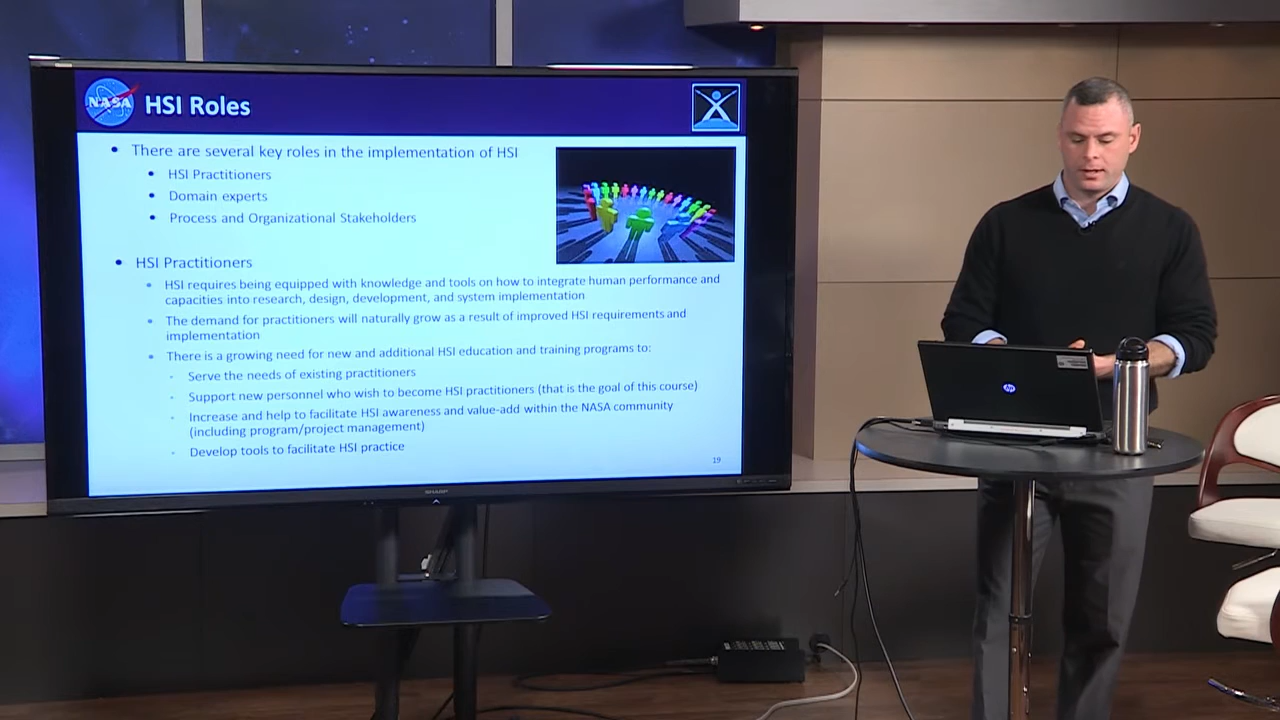 NASA HSI Roles
• There are several key roles in the implementation of HSI
• HSI Practitioners
• Domain experts
• Process and Organizational Stakeholders
• HSI Practitioners
• HSI requires being equipped with knowledge and tools on how to integrate human performance and
capacities into research, design, development, and system implementation
• The demand for practitioners will naturally grow as a result of improved HSI requirements and
implementation
• There is a growing need for new and additional HSI education and training programs to:
- Serve the needs of existing practitioners
- Support new personnel who wish to become HSI practitioners (that is the goal of this course)
- Increase and help to facilitate HSI awareness and value-add within the NASA community
(including program/project management)
- Develop tools to facilitate HSI practice
19
SHARP
hp